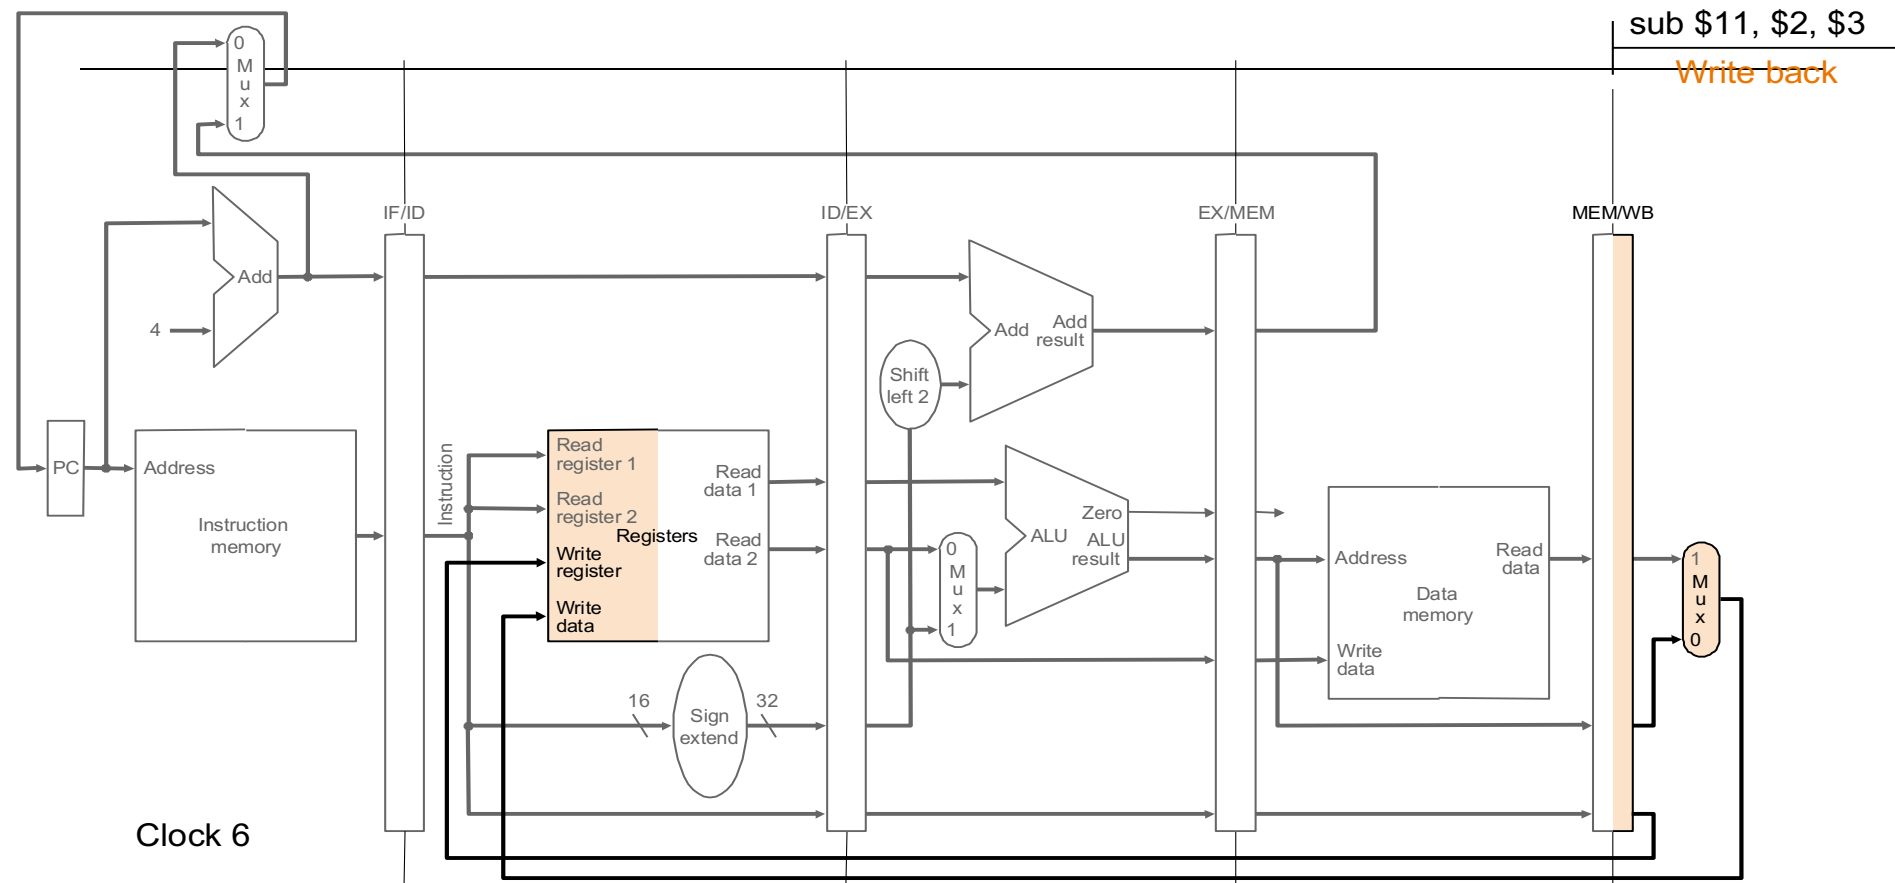 sub $11, $2, $3
Write back
0
M
u
x
1
IF/ID
ID/EX
EX/MEM
MEM/WB
Add
4
Add
Add
result
Shift
left 2
PC
Address
Instruction
memory
Instruction
Read
register 1
Read
register 2
Registers
Write
register
Write
data
Read
data 1
Read
data 2
0
M
u
x
1
Zero
ALU
ALU
result
Address
Read
data
Data
memory
Write
data
1
M
u
x
0
16
Sign
extend
32
Clock 6